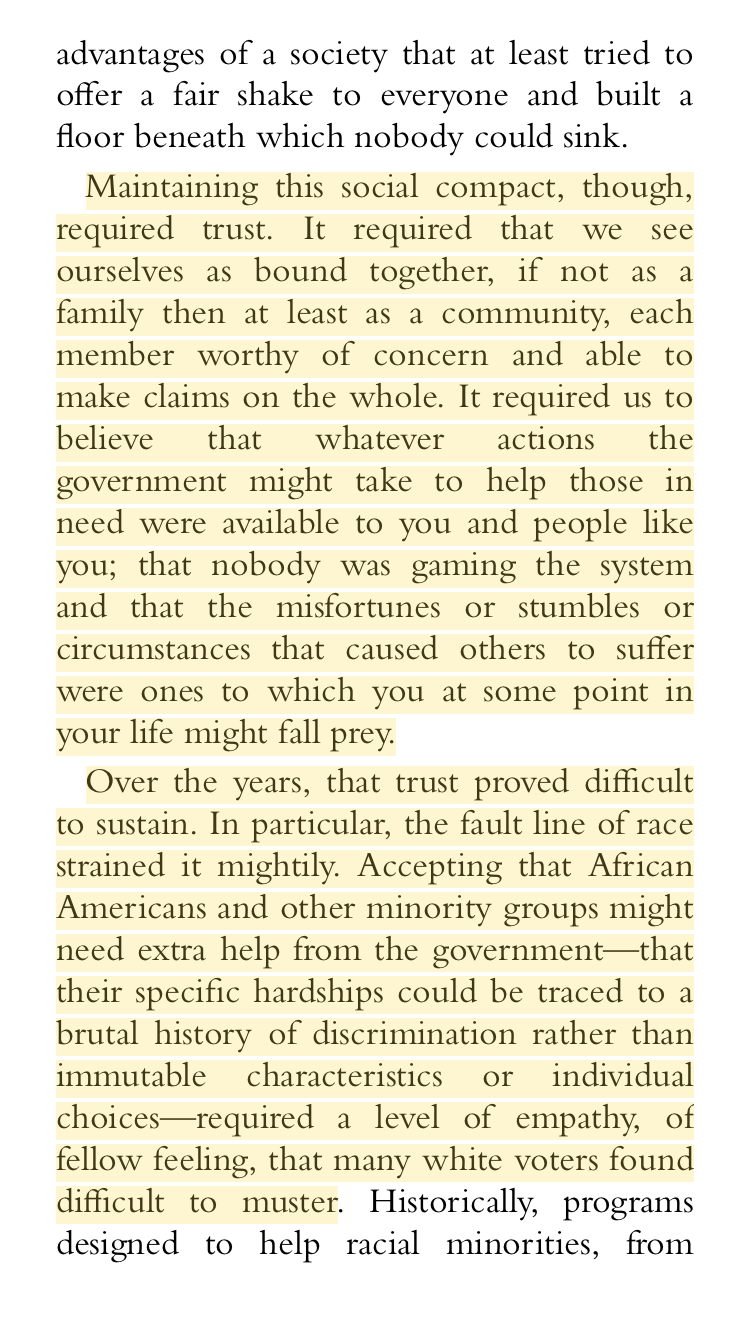 advantages of a society that at least tried to
offer a fair shake to everyone and built a
floor beneath which nobody could sink.
Maintaining this social compact, though,
required trust. It required that we see
ourselves as bound together, if not as a
family then at least as a community, each
member worthy of concern and able to
make claims on the whole. It required us to
believe that whatever actions the
government might take to help those in
need were available to you and people like
you; that nobody was gaming the system
and that the misfortunes or stumbles or
circumstances that caused others to suffer
were ones to which you at some point in
your life might fall prey.
Over the years, that trust proved difficult
to sustain. In particular, the fault line of race
strained it mightily. Accepting that African
Americans and other minority groups might
need extra help from the government—that
their specific hardships could be traced to a
brutal history of discrimination rather than
immutable characteristics or individual
choices—required a level of empathy, of
fellow feeling, that many white voters found
difficult to muster. Historically, programs
designed to help racial minorities, from